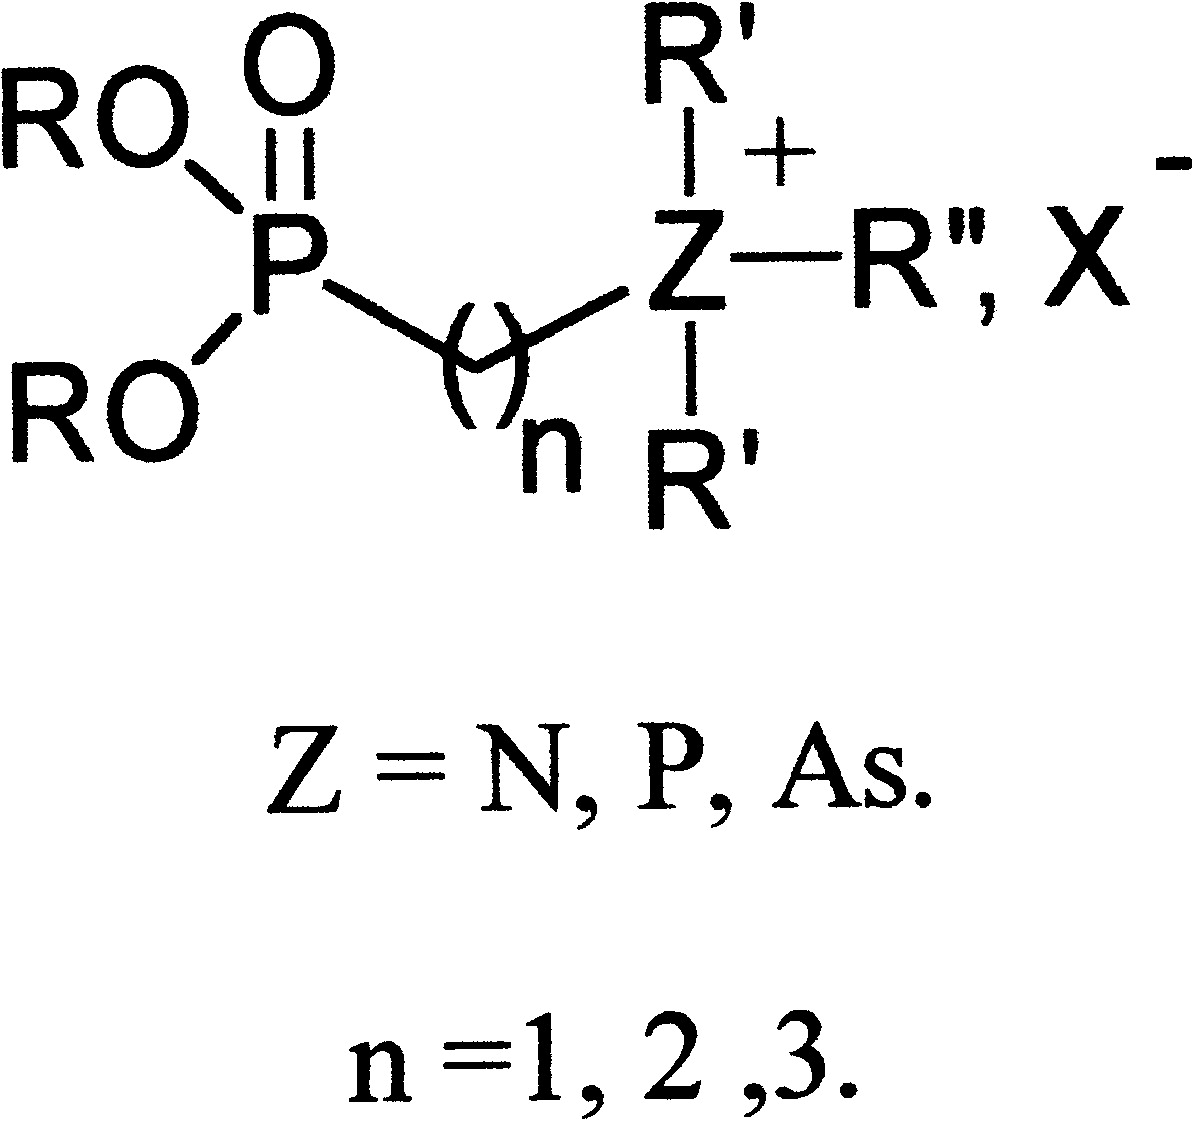 O
RO
P
RO
( ) n
R'
Z + — R", X -
R'
Z = N, P, As.
n =1, 2 ,3.